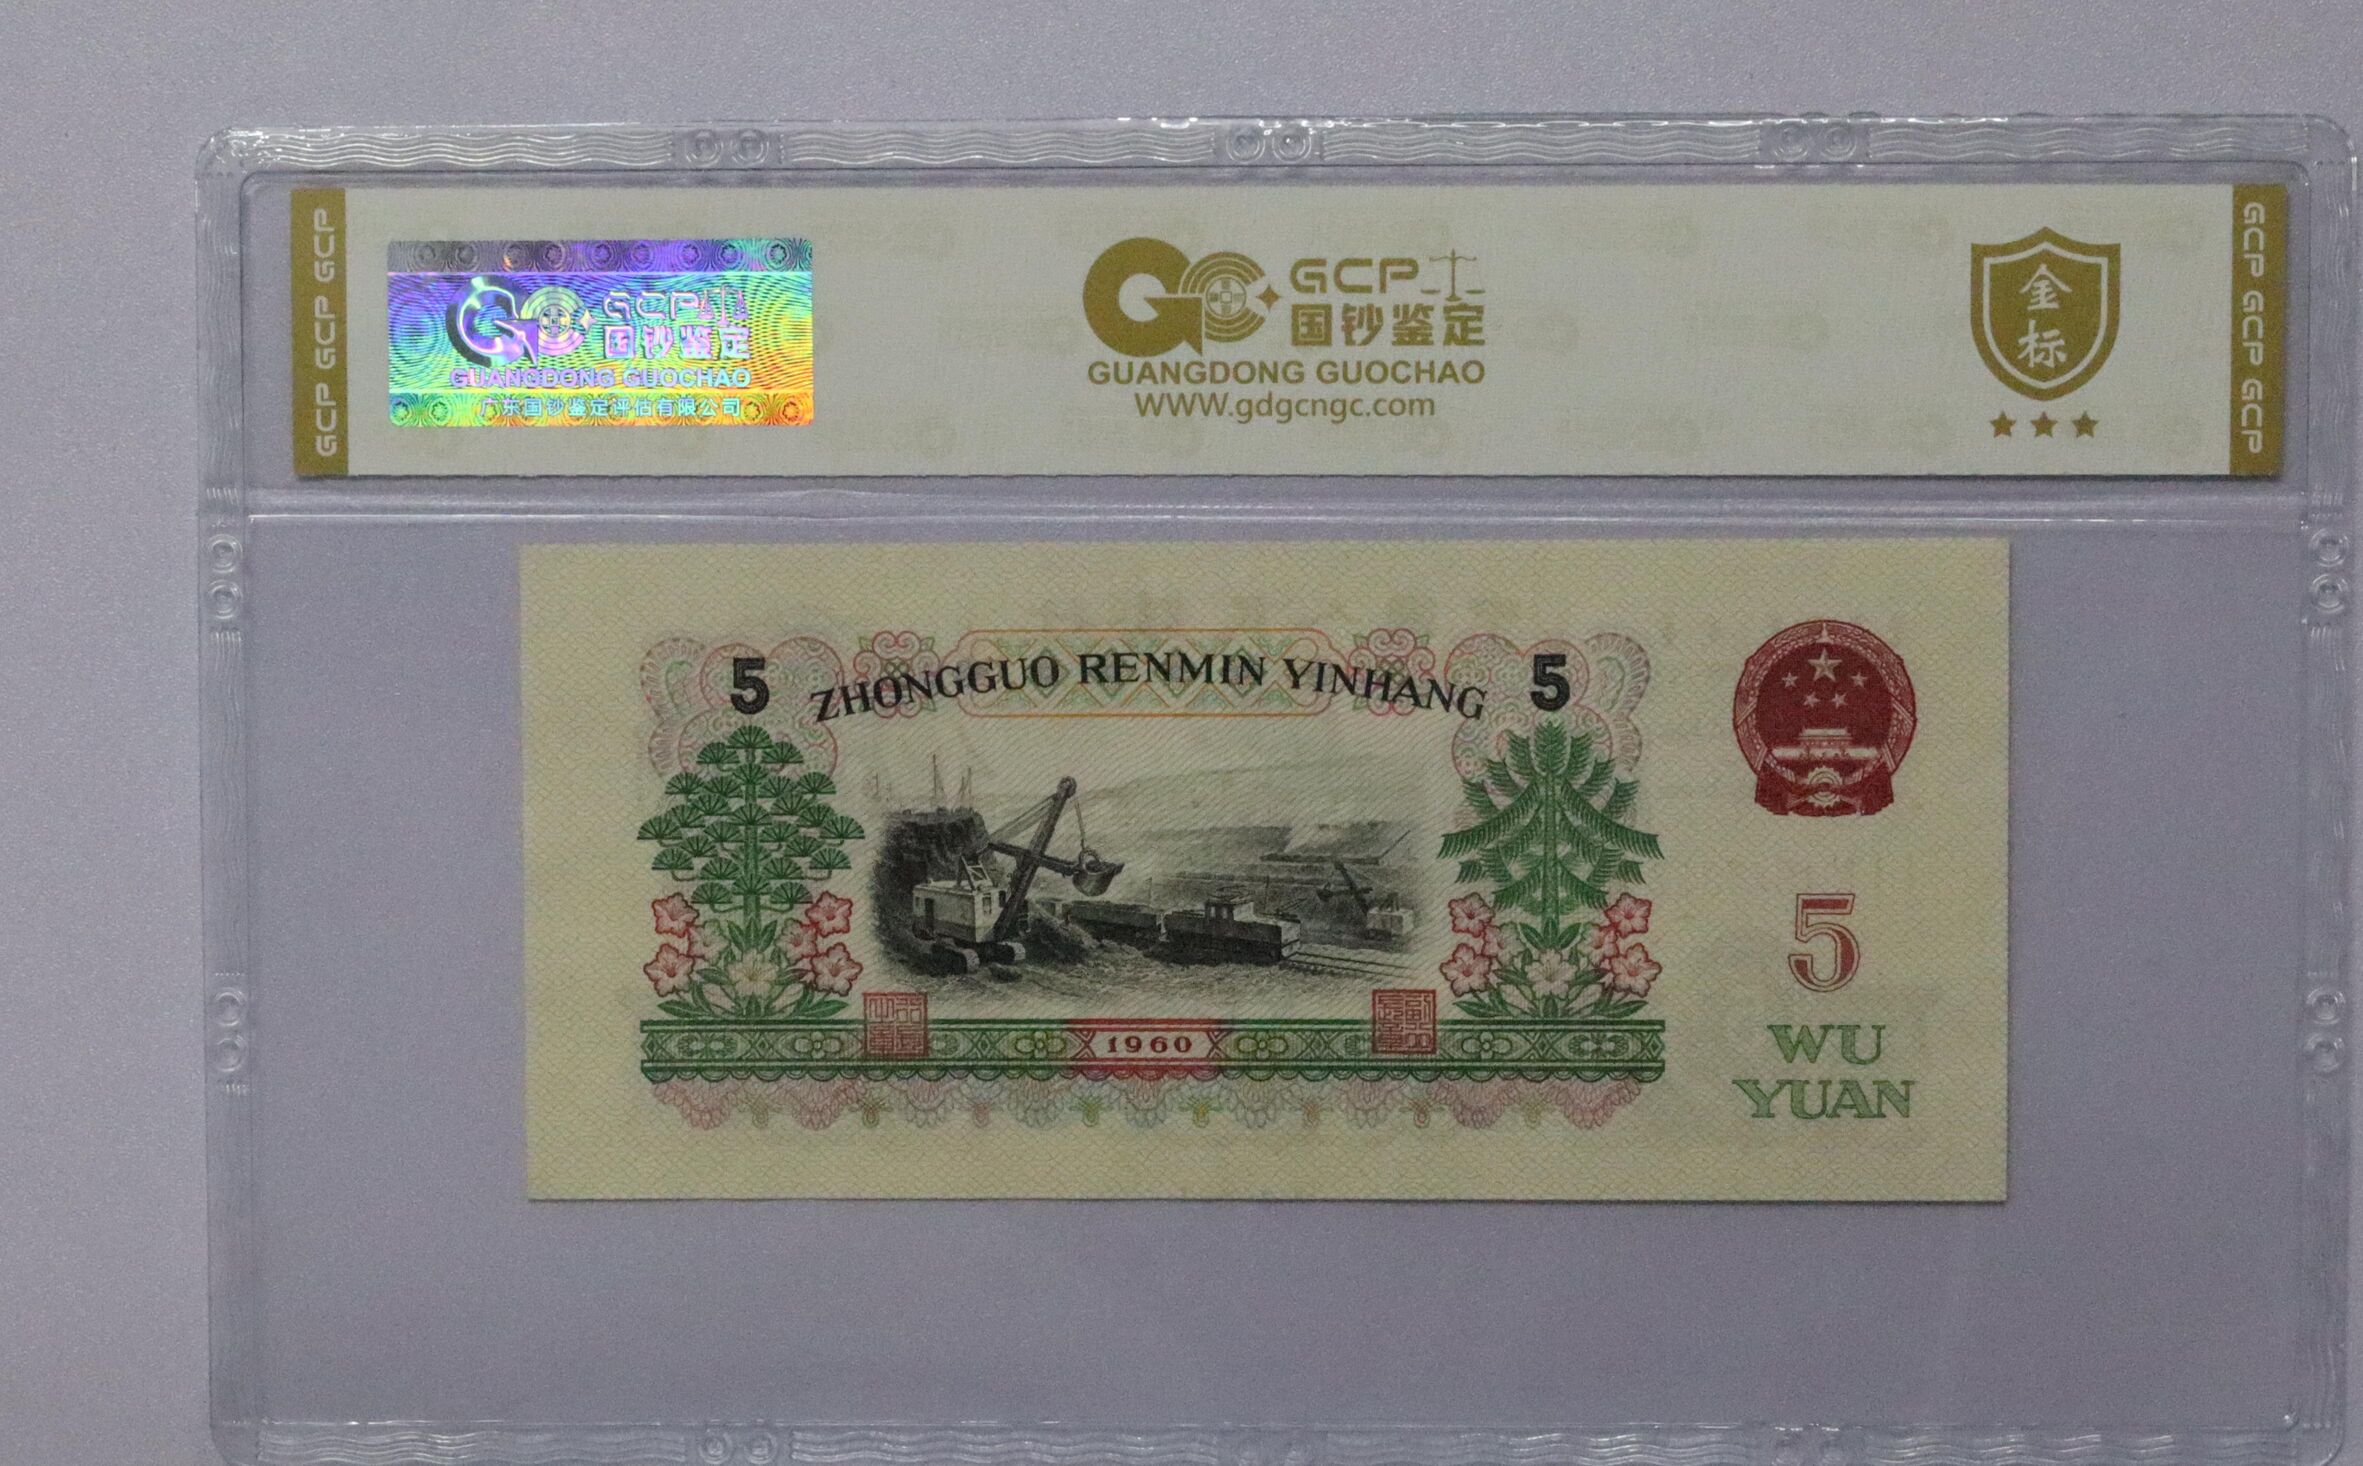 GCP GCP GCP
GCP
国钞鉴定
GUANGDONG GUOCHAO
广东国钞鉴定评估有限公司
GCP
国钞鉴定
GUANGDONG GUOCHAO
www.gdgcngc.com
金
标
GCP GCP GCP
5
ZHONGGUO RENMIN YINHANG
5
1960
5
WU
YUAN